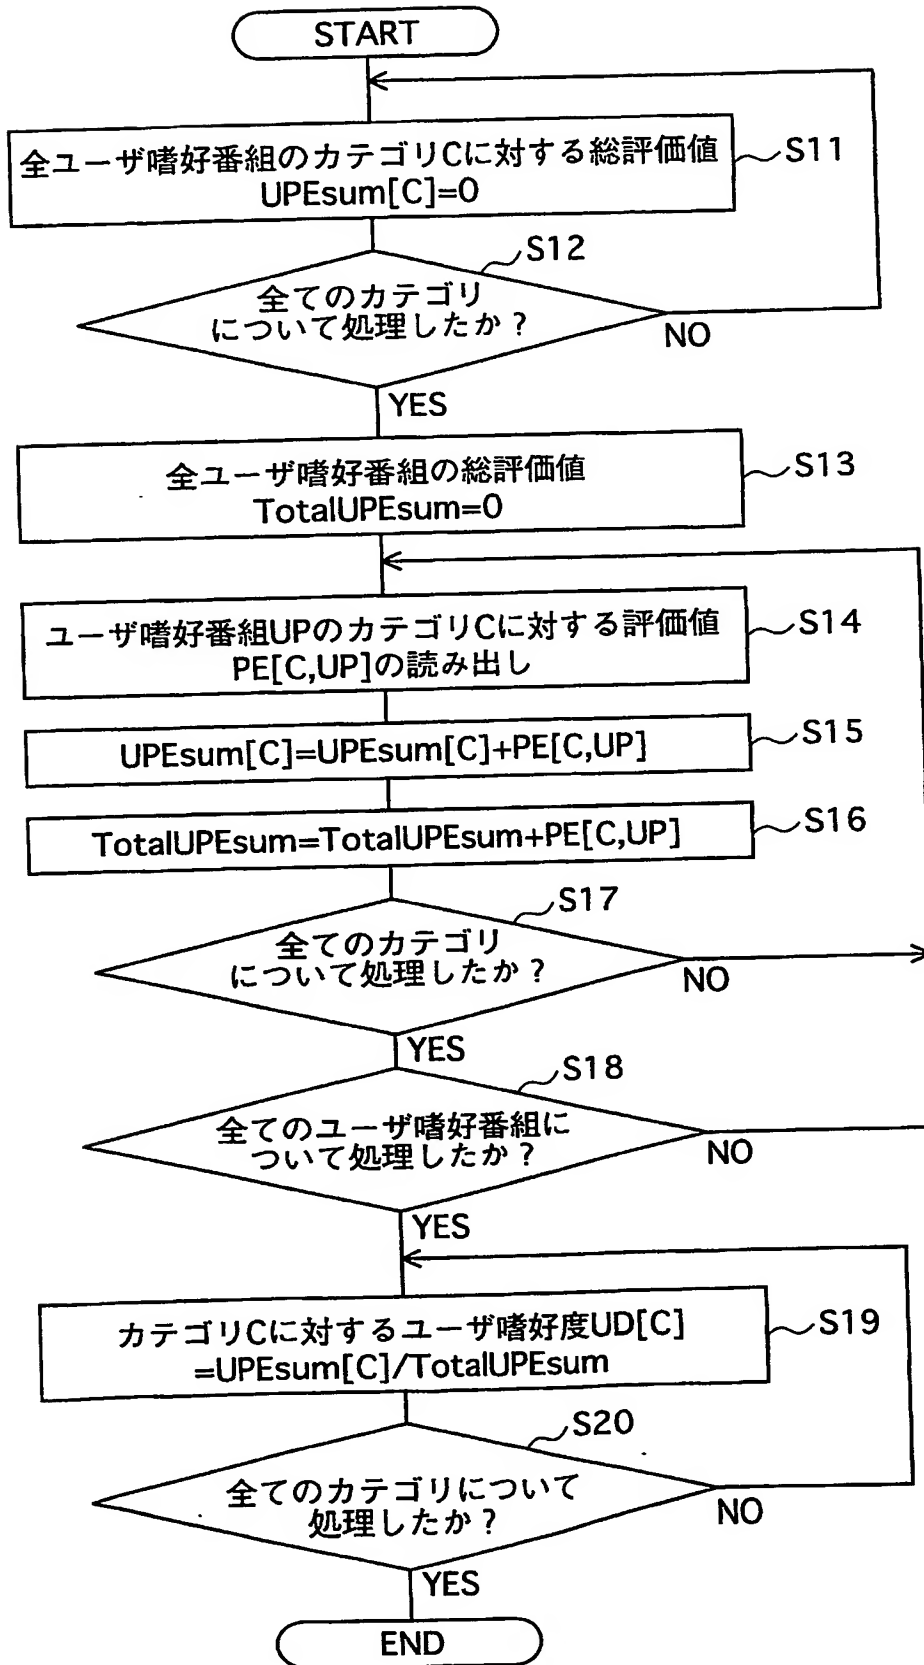 START
全ユーザ嗜好番組のカテゴリCに対する総評価値
UPEsum[C]=0
S11
S12
全てのカテゴリ
について処理したか？
NO
YES
全ユーザ嗜好番組の総評価値
TotalUPEsum=0
S13
ユーザ嗜好番組UPのカテゴリCに対する評価値
PE[C,UP]の読み出し
S14
UPEsum[C]=UPEsum[C]+PE[C,UP]
S15
TotalUPEsum=TotalUPEsum+PE[C,UP]
S16
S17
全てのカテゴリ
について処理したか？
NO
YES
S18
全てのユーザ嗜好番組に
ついて処理したか？
NO
YES
カテゴリCに対するユーザ嗜好度UD[C]
=UPEsum[C]/TotalUPEsum
S19
S20
全てのカテゴリについて
処理したか？
NO
YES
END